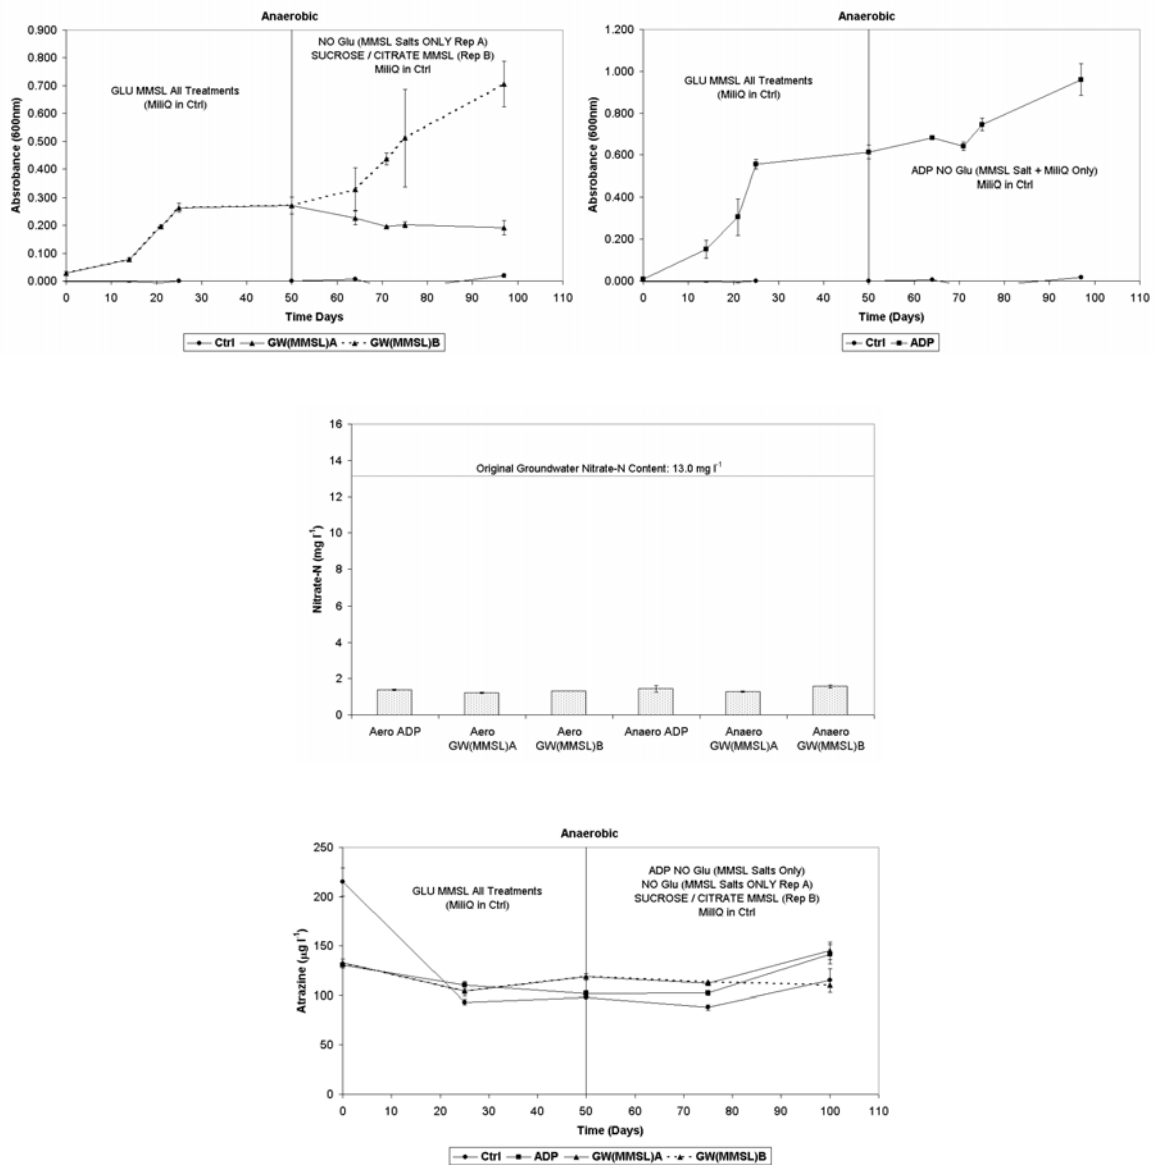 Anaerobic
0.900
0.800
0.700
0.600
0.500
0.400
0.300
0.200
0.100
0.000
Absrobance (600nm)
GLU MMSL All Treatments
(MiliQ in Ctrl)
NO Glu (MMSL Salts ONLY Rep A)
SUCROSE / CITRATE MMSL (Rep B)
MiliQ in Ctrl
0 10 20 30 40 50 60 70 80 90 100 110
Time Days
Ctrl GW(MMSL)A GW(MMSL)B
Anaerobic
1.200
1.000
0.800
0.600
0.400
0.200
0.000
Absrobance (600nm)
GLU MMSL All Treatments
(MiliQ in Ctrl)
ADP NO Glu (MMSL Salt + MiliQ Only)
MiliQ in Ctrl
0 10 20 30 40 50 60 70 80 90 100 110
Time (Days)
Ctrl ADP
16
14
12
10
8
6
4
2
0
Nitrate-N (mg l⁻¹)
Original Groundwater Nitrate-N Content: 13.0 mg l⁻¹
Aero ADP Aero GW(MMSL)A Aero GW(MMSL)B Anaero ADP Anaero GW(MMSL)A Anaero GW(MMSL)B
Anaerobic
250
200
150
100
50
0
Atrazine (µg l⁻¹)
GLU MMSL All Treatments
(MiliQ in Ctrl)
ADP NO Glu (MMSL Salts Only)
NO Glu (MMSL Salts ONLY Rep A)
SUCROSE / CITRATE MMSL (Rep B)
MiliQ in Ctrl
0 10 20 30 40 50 60 70 80 90 100 110
Time (Days)
Ctrl ADP GW(MMSL)A GW(MMSL)B